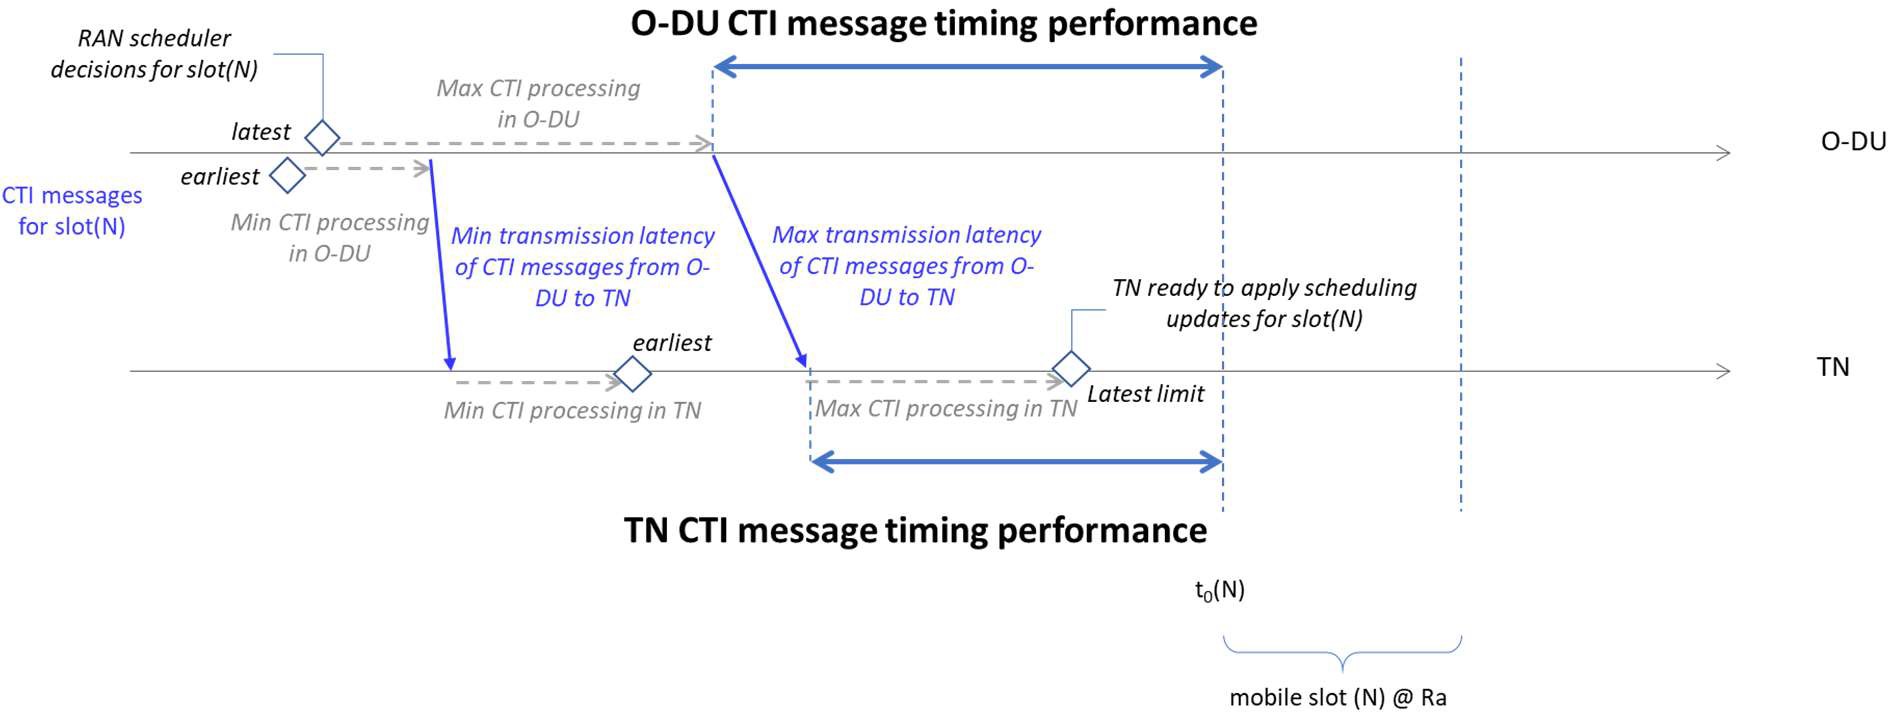 O-DU CTI message timing performance
RAN scheduler
decisions for slot(N)
Max CTI processing
in O-DU
latest
O-DU
earliest
CTI messages
for slot(N)
Min CTI processing
in O-DU
Min transmission latency
of CTI messages from O-
DU to TN
Max transmission latency
of CTI messages from O-
DU to TN
TN ready to apply scheduling
updates for slot(N)
earliest
TN
Latest limit
Min CTI processing in TN
Max CTI processing in TN
TN CTI message timing performance
t0(N)
mobile slot (N) @ Ra